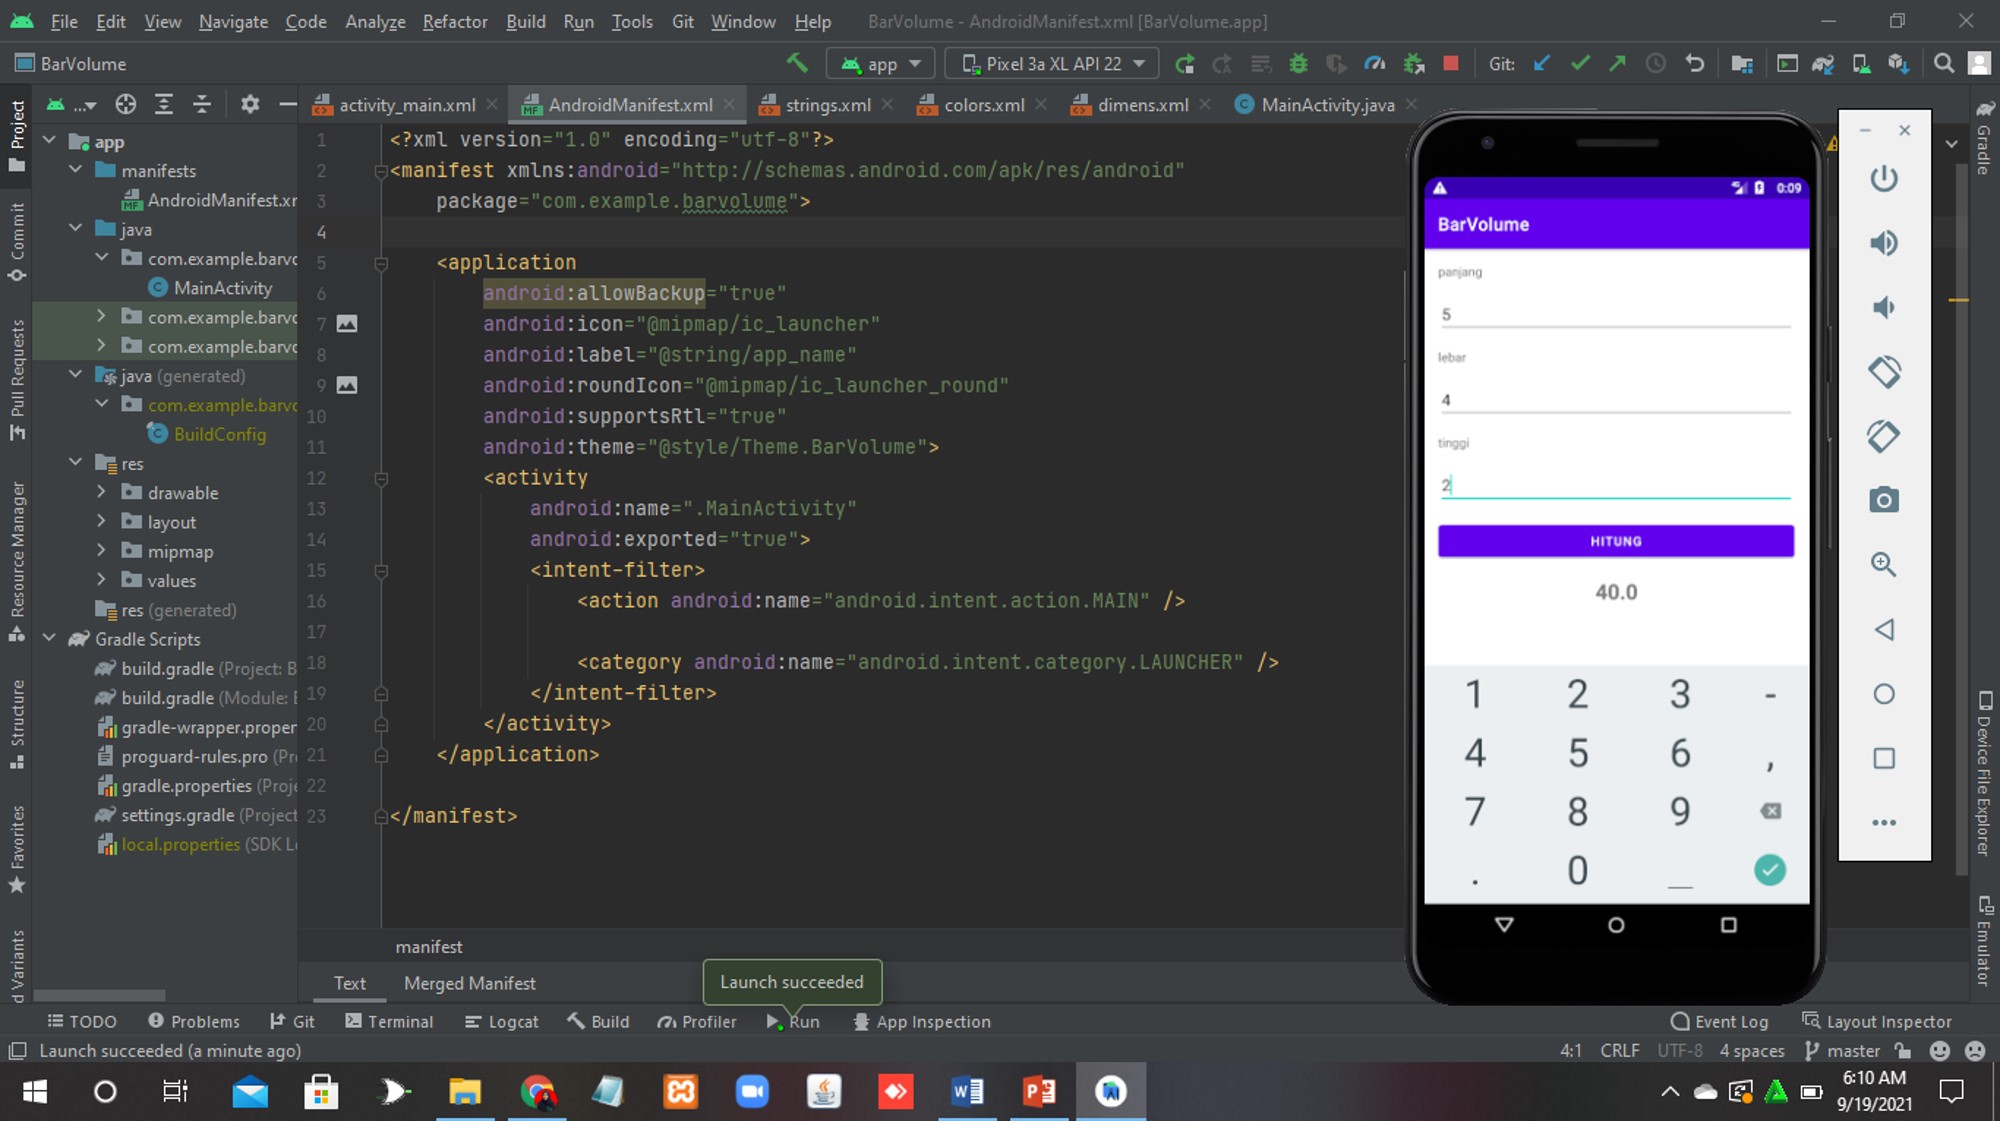 File Edit View Navigate Code Analyze Refactor Build Run Tools Git Window Help BarVolume - AndroidManifest.xml [BarVolume.app]
BarVolume app Pixel 3a XL API 22 Git:
... activity_main.xml AndroidManifest.xml strings.xml colors.xml dimens.xml MainActivity.java
Project
Commit
Pull Requests
Resource Manager
Structure
Favorites
d Variants
app
manifests
AndroidManifest.xr
java
com.example.barvo
MainActivity
com.example.barvo
com.example.barvo
java (generated)
com.example.barvo
BuildConfig
res
drawable
layout
mipmap
values
res (generated)
Gradle Scripts
build.gradle (Project: B
build.gradle (Module: B
gradle-wrapper.proper
proguard-rules.pro (Pr
gradle.properties (Proje
settings.gradle (Project
local.properties (SDK Lo
1 <?xml version="1.0" encoding="utf-8"?>
2 <manifest xmlns:android="http://schemas.android.com/apk/res/android"
3 package="com.example.barvolume">
4
5 <application
6 android:allowBackup="true"
7 android:icon="@mipmap/ic_launcher"
8 android:label="@string/app_name"
9 android:roundIcon="@mipmap/ic_launcher_round"
10 android:supportsRtl="true"
11 android:theme="@style/Theme.BarVolume">
12 <activity
13 android:name=".MainActivity"
14 android:exported="true">
15 <intent-filter>
16 <action android:name="android.intent.action.MAIN" />
17
18 <category android:name="android.intent.category.LAUNCHER" />
19 </intent-filter>
20 </activity>
21 </application>
22
23 </manifest>
0:09
BarVolume
panjang
5
lebar
4
tinggi
2
HITUNG
40.0
1 2 3 -
4 5 6 ,
7 8 9
. 0 _
Gradle
Device File Explorer
Emulator
manifest
Text Merged Manifest
Launch succeeded
TODO Problems Git Terminal Logcat Build Profiler Run App Inspection Event Log Layout Inspector
Launch succeeded (a minute ago) 4:1 CRLF UTF-8 4 spaces master
6:10 AM
9/19/2021